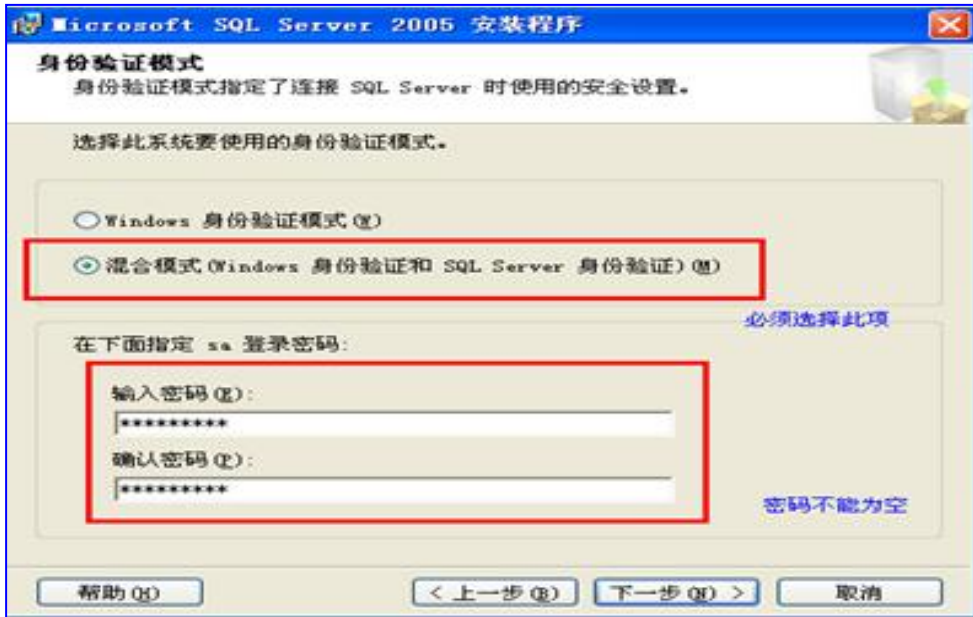 Microsoft SQL Server 2005 安装程序
身份验证模式
身份验证模式指定了连接 SQL Server 时使用的安全设置。
选择此系统要使用的身份验证模式。
Windows 身份验证模式(W)
混合模式(Windows 身份验证和 SQL Server 身份验证)(M)
必须选择此项
在下面指定 sa 登录密码:
输入密码(E):
*********
确认密码(P):
*********
密码不能为空
帮助(H)
< 上一步(B)
下一步(N) >
取消